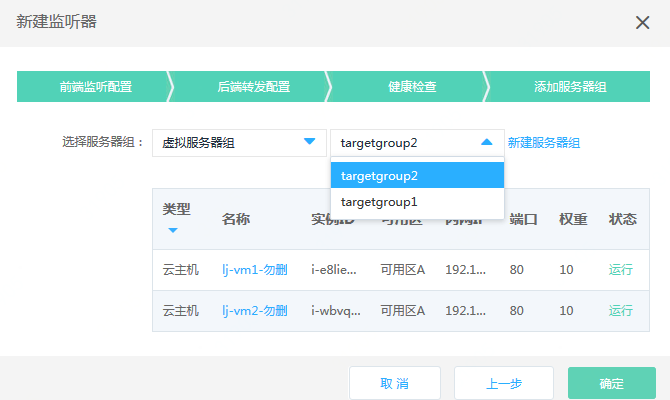 新建监听器
前端监听配置 后端转发配置 健康检查 添加服务器组
选择服务器组： 虚拟服务器组 targetgroup2 新建服务器组
targetgroup2
targetgroup1
类型 名称 实例ID 可用区 内网IP 端口 权重 状态
云主机 lj-vm1-勿删 i-e8lie... 可用区A 192.1... 80 10 运行
云主机 lj-vm2-勿删 i-wbvq... 可用区A 192.1... 80 10 运行
取 消 上一步 确定